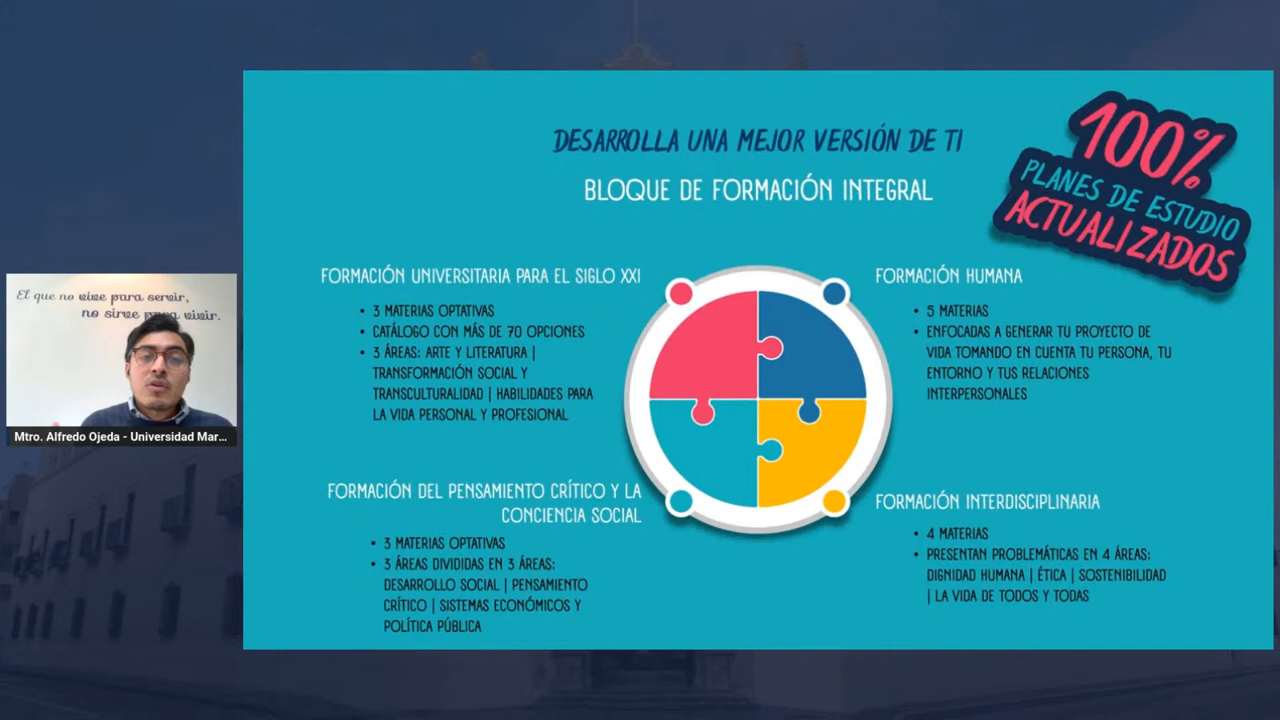 DESARROLLA UNA MEJOR VERSIÓN DE TI
BLOQUE DE FORMACIÓN INTEGRAL
100%
PLANES DE ESTUDIO
ACTUALIZADOS
FORMACIÓN UNIVERSITARIA PARA EL SIGLO XXI
• 3 MATERIAS OPTATIVAS
• CATÁLOGO CON MÁS DE 70 OPCIONES
• 3 ÁREAS: ARTE Y LITERATURA |
TRANSFORMACIÓN SOCIAL Y
TRANSCULTURALIDAD | HABILIDADES PARA
LA VIDA PERSONAL Y PROFESIONAL
FORMACIÓN HUMANA
• 5 MATERIAS
• ENFOCADAS A GENERAR TU PROYECTO DE
VIDA TOMANDO EN CUENTA TU PERSONA, TU
ENTORNO Y TUS RELACIONES
INTERPERSONALES
El que no vive para servir,
no sirve para vivir.
Mtro. Alfredo Ojeda - Universidad Mar...
FORMACIÓN DEL PENSAMIENTO CRÍTICO Y LA
CONCIENCIA SOCIAL
• 3 MATERIAS OPTATIVAS
• 3 ÁREAS DIVIDIDAS EN 3 ÁREAS:
DESARROLLO SOCIAL | PENSAMIENTO
CRÍTICO | SISTEMAS ECONÓMICOS Y
POLÍTICA PÚBLICA
FORMACIÓN INTERDISCIPLINARIA
• 4 MATERIAS
• PRESENTAN PROBLEMÁTICAS EN 4 ÁREAS:
DIGNIDAD HUMANA | ÉTICA | SOSTENIBILIDAD
| LA VIDA DE TODOS Y TODAS